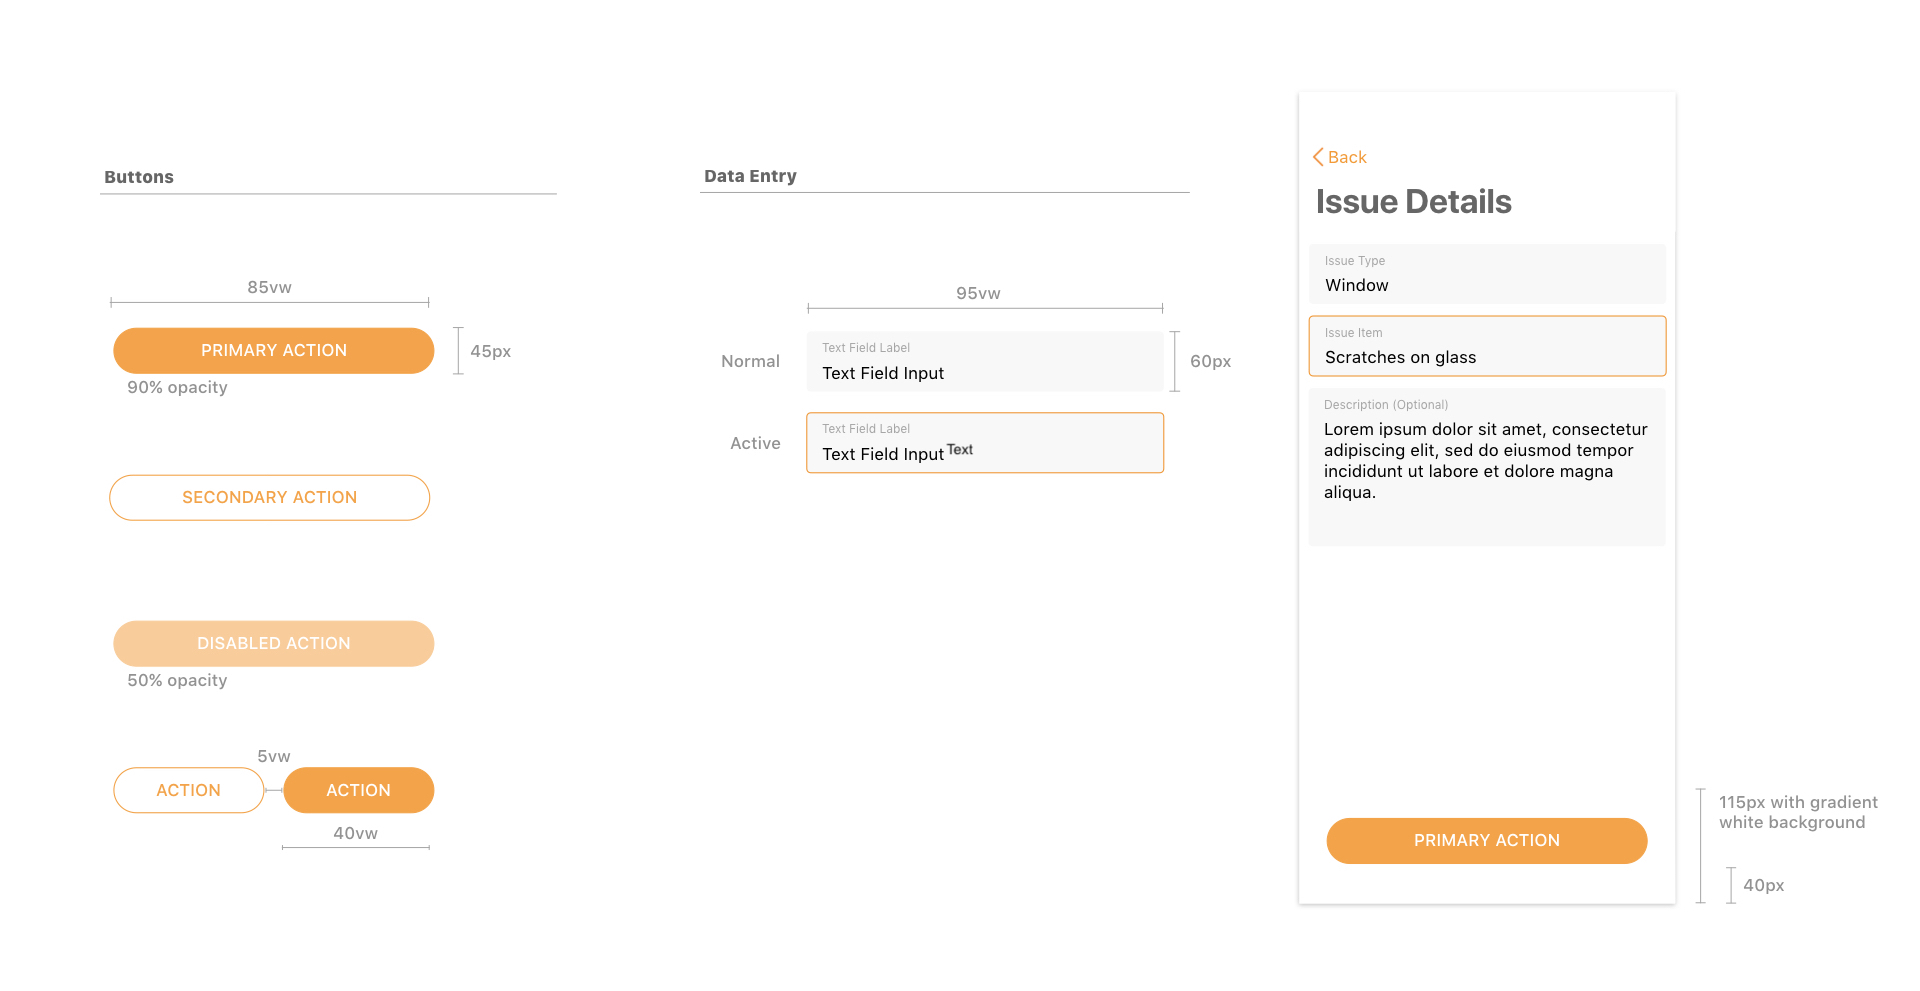 Buttons
85vw
PRIMARY ACTION
45px
90% opacity
SECONDARY ACTION
DISABLED ACTION
50% opacity
5vw
ACTION
ACTION
40vw
Data Entry
95vw
Normal
Text Field Label
Text Field Input
60px
Active
Text Field Label
Text Field Input Text
Back
Issue Details
Issue Type
Window
Issue Item
Scratches on glass
Description (Optional)
Lorem ipsum dolor sit amet, consectetur
adipiscing elit, sed do eiusmod tempor
incididunt ut labore et dolore magna
aliqua.
PRIMARY ACTION
115px with gradient
white background
40px